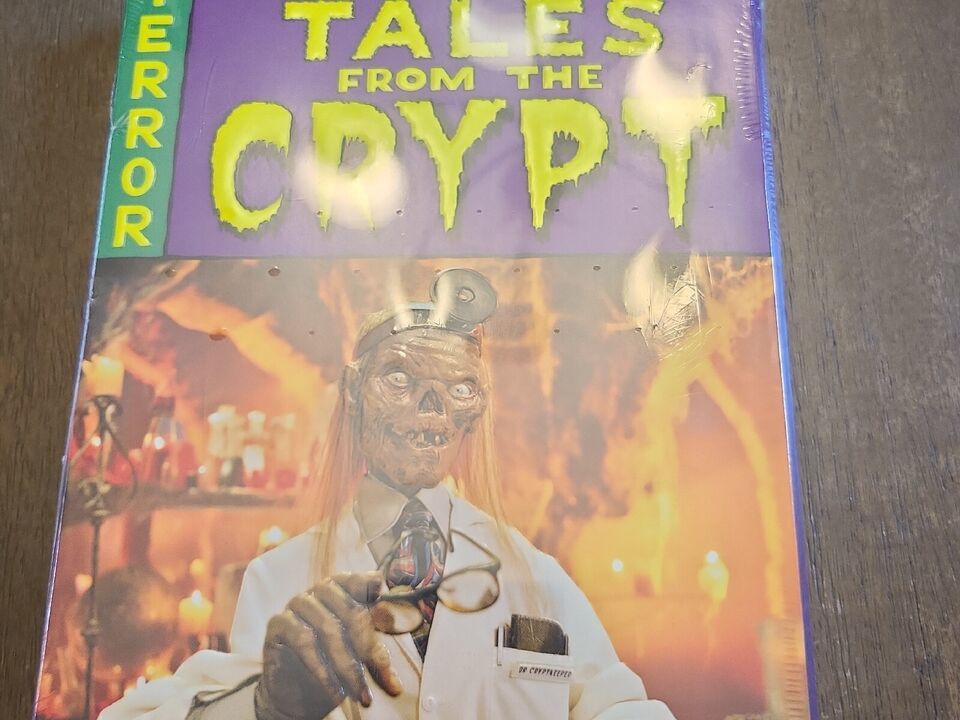 TERROR
TALES
FROM THE
CRYPT
DR CRYPTKEEPER